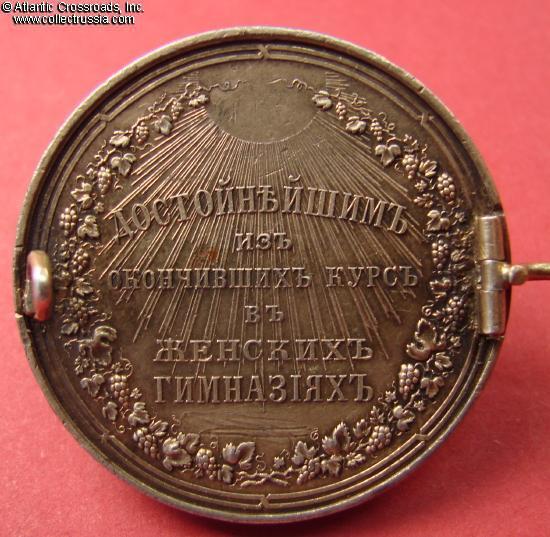 © Atlantic Crossroads, Inc.
www.collectrussia.com
ДОСТОЙНѢЙШИМЪ
ИЗЪ
ОКОНЧИВШИХЪ КУРСЪ
ВЪ
ЖЕНСКИХЪ
ГИМНАЗІЯХЪ